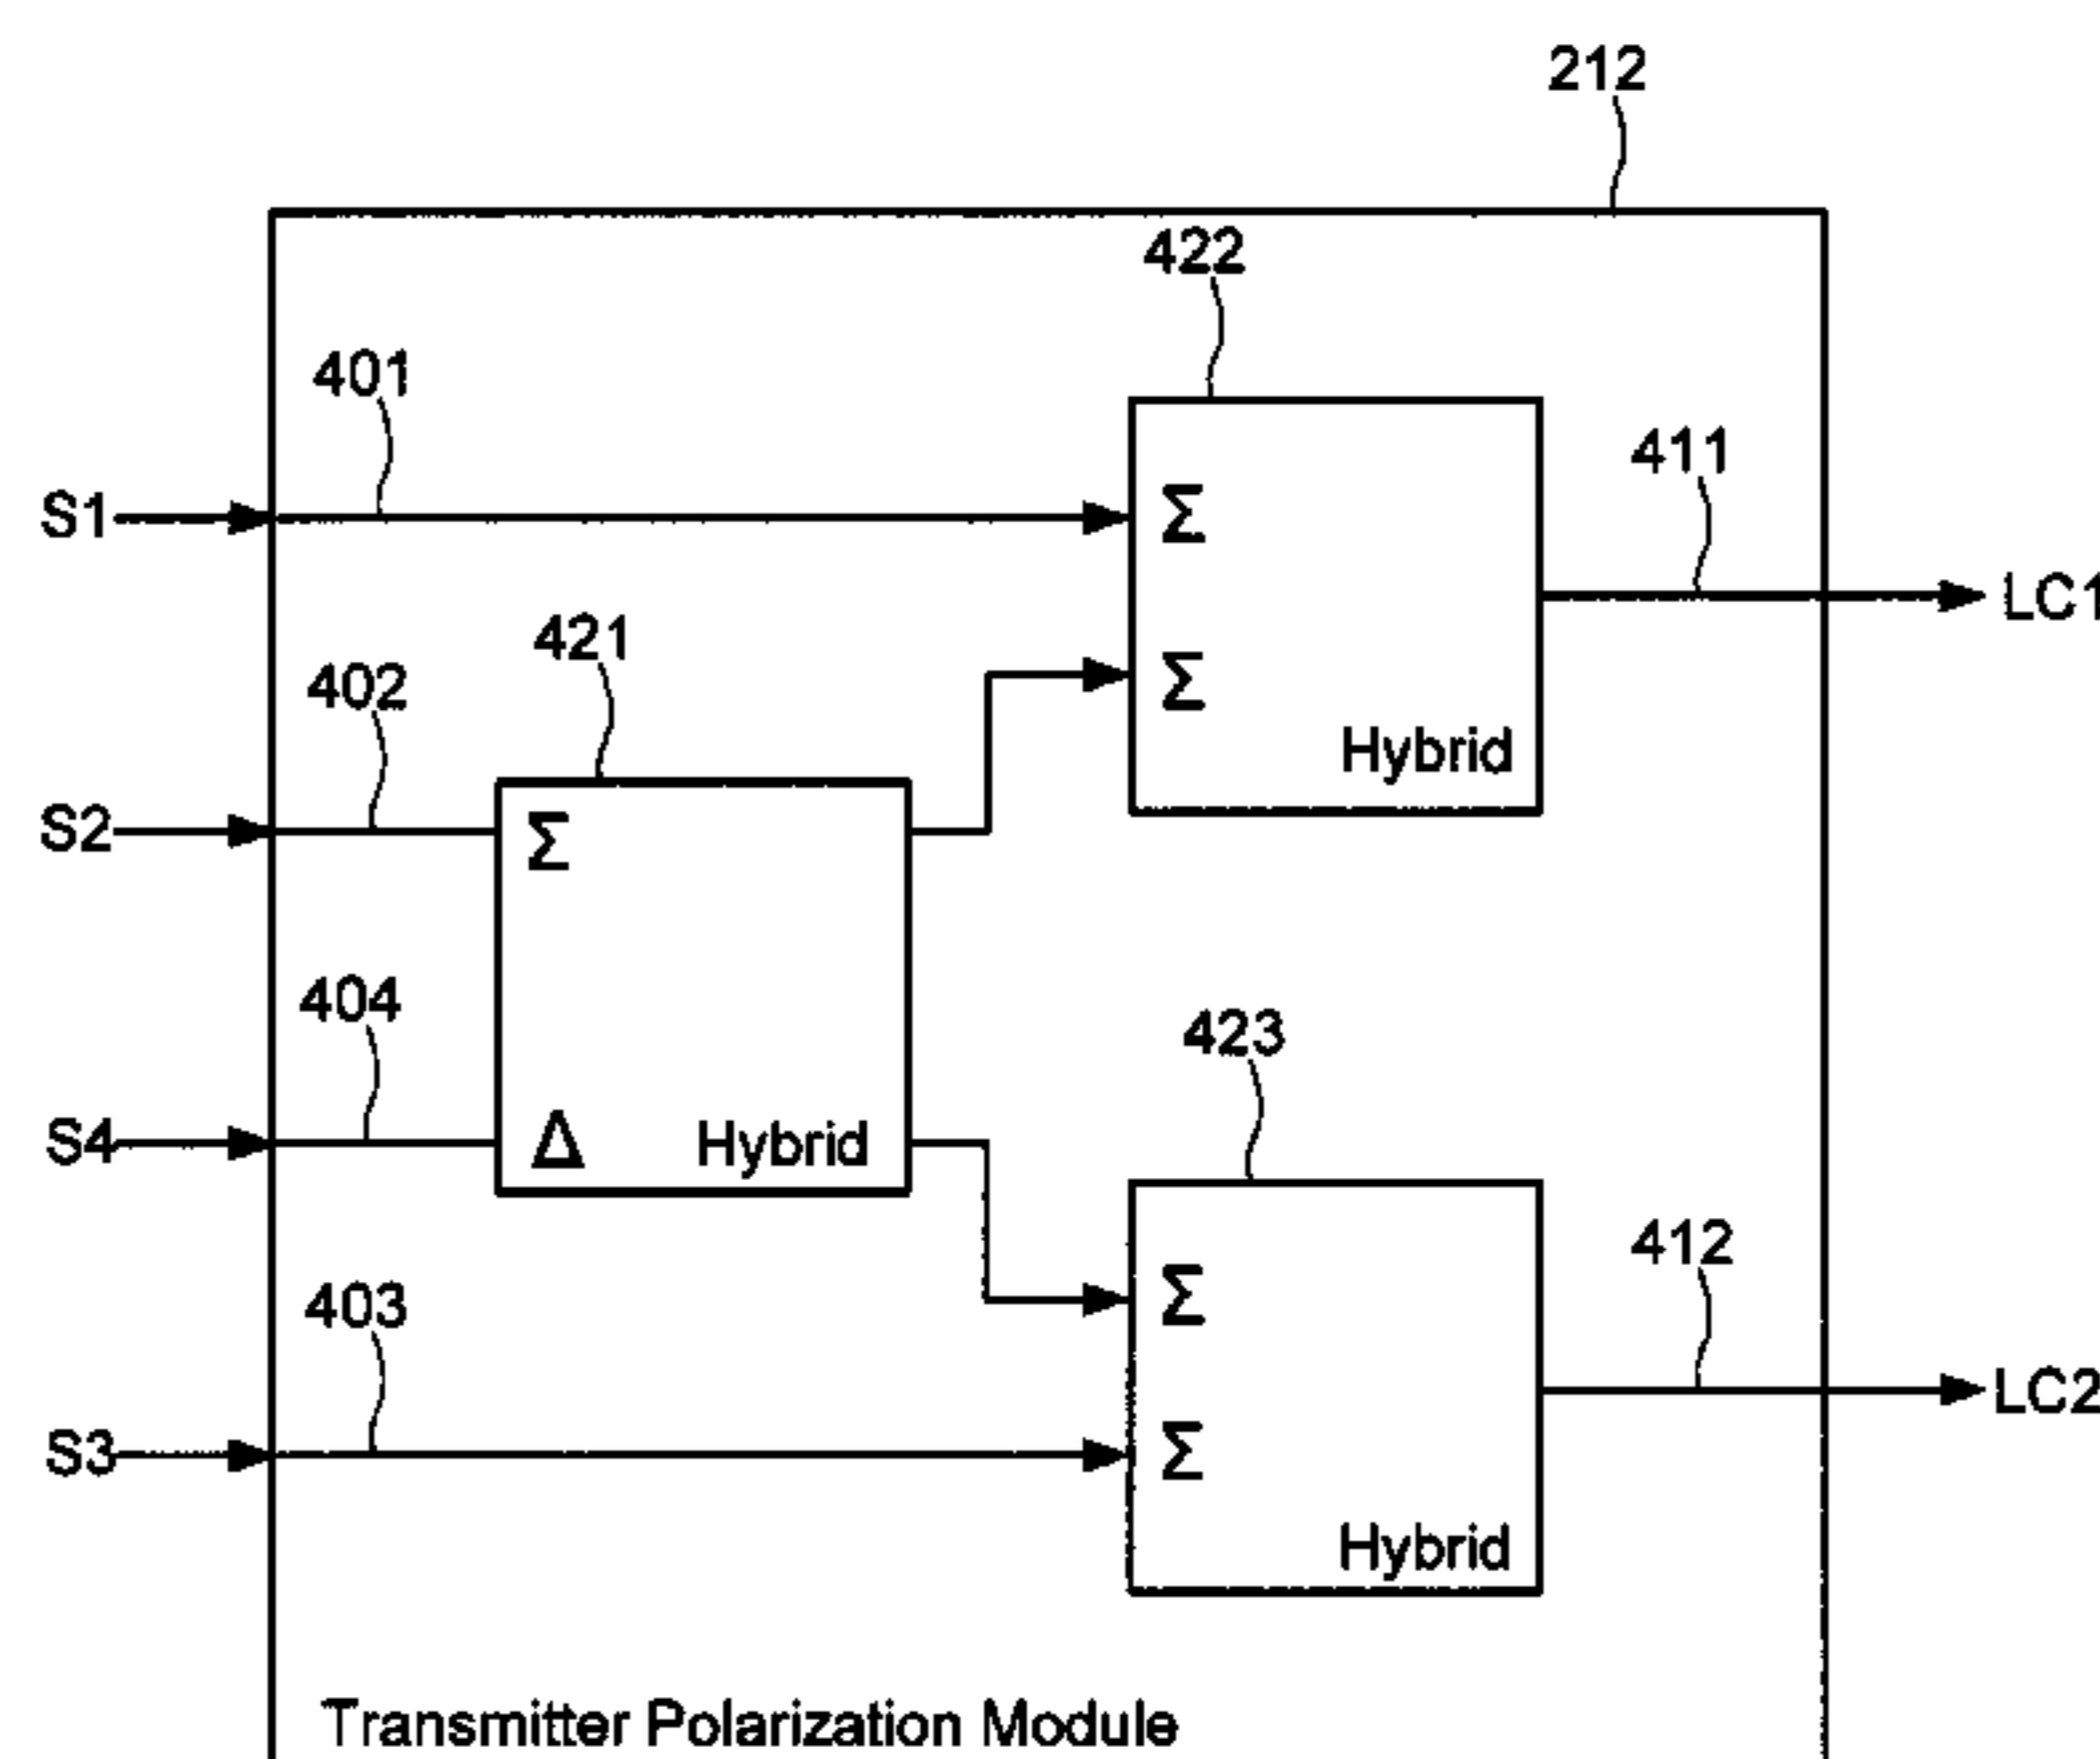 212
422
401
411
S1
Σ
LC1
421
402
Σ
Hybrid
S2
Σ
404
423
S4
Δ
Hybrid
412
403
Σ
LC2
S3
Σ
Hybrid
Transmitter Polarization Module